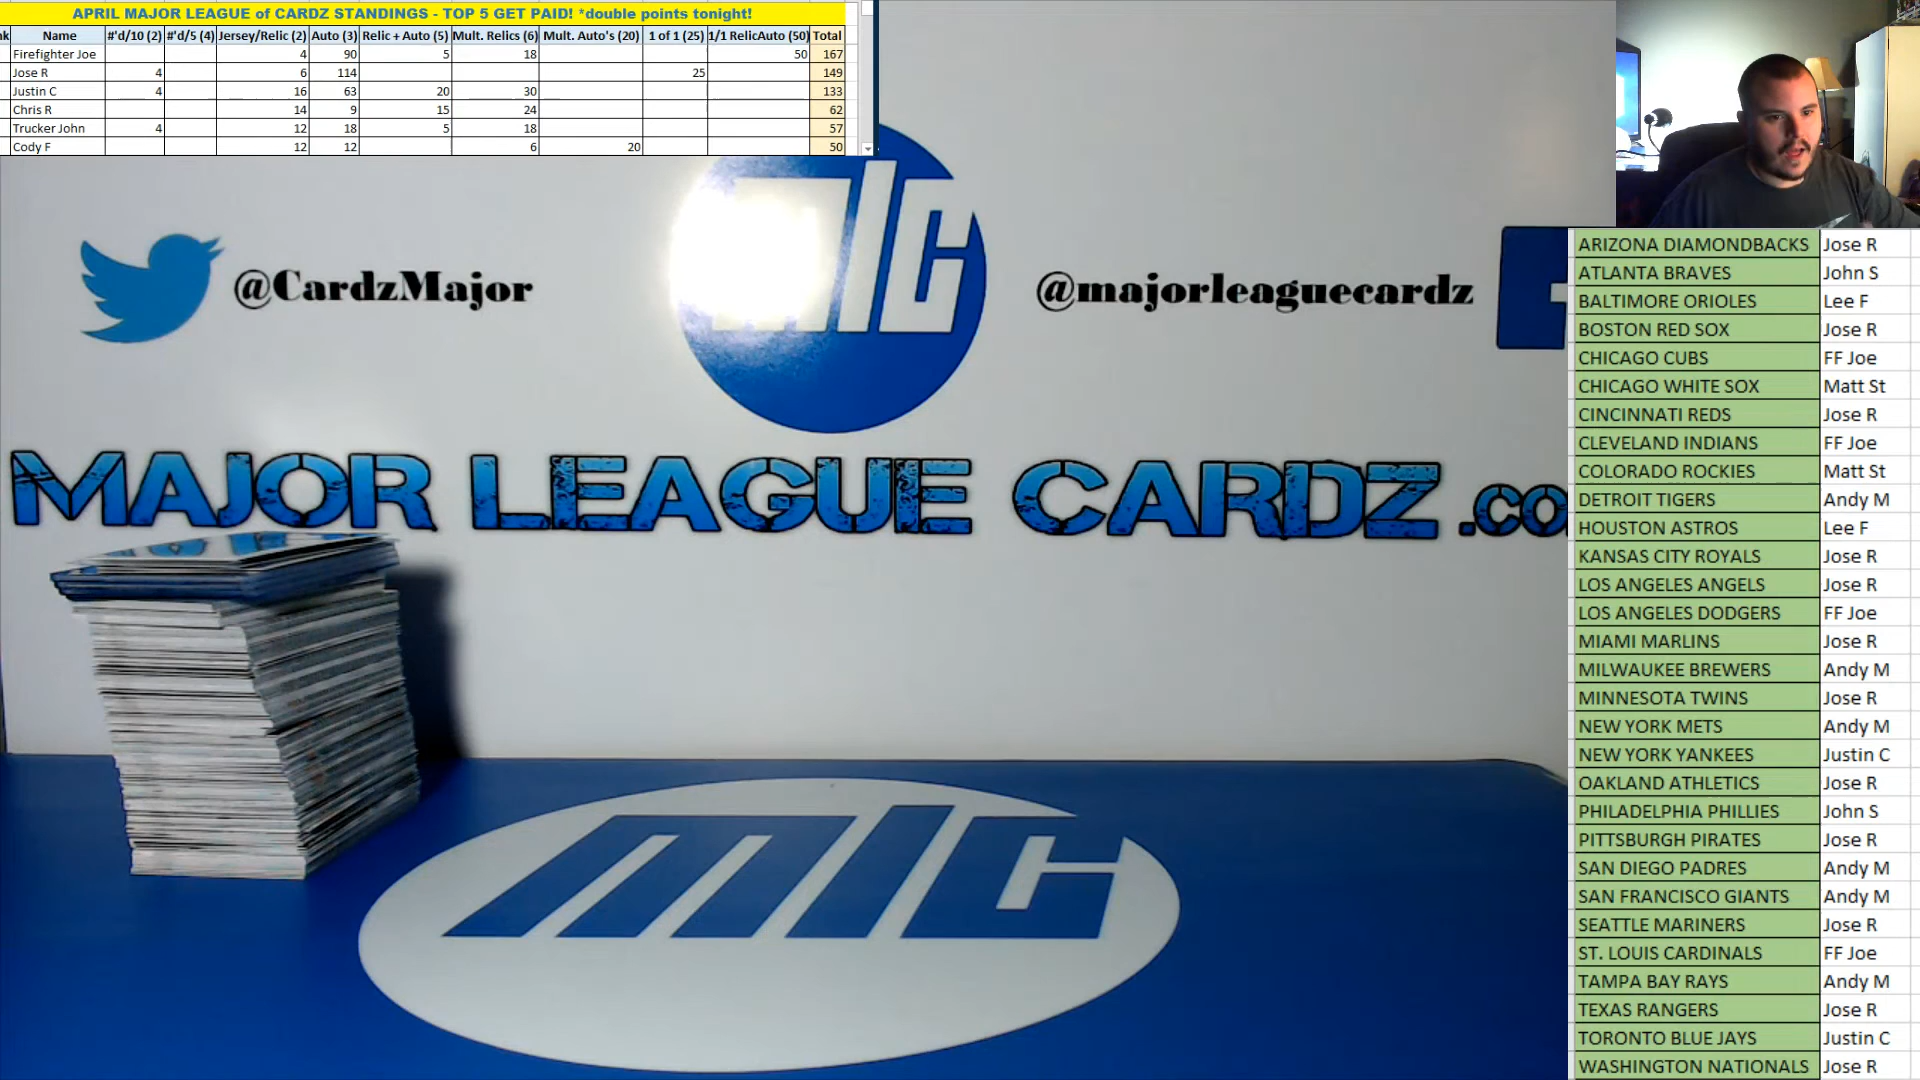 APRIL MAJOR LEAGUE of CARDZ STANDINGS - TOP 5 GET PAID! *double points tonight!
nk Name #'d/10 (2) #'d/5 (4) Jersey/Relic (2) Auto (3) Relic + Auto (5) Mult. Relics (6) Mult. Auto's (20) 1 of 1 (25) 1/1 RelicAuto (50) Total
Firefighter Joe 4 90 5 18 50 167
Jose R 4 6 114 25 149
Justin C 4 16 63 20 30 133
Chris R 14 9 15 24 62
Trucker John 4 12 18 5 18 57
Cody F 12 12 6 20 50
@CardzMajor
mlc
@majorleaguecardz
f
MAJOR LEAGUE CARDZ .co
mlc
ARIZONA DIAMONDBACKS Jose R
ATLANTA BRAVES John S
BALTIMORE ORIOLES Lee F
BOSTON RED SOX Jose R
CHICAGO CUBS FF Joe
CHICAGO WHITE SOX Matt St
CINCINNATI REDS Jose R
CLEVELAND INDIANS FF Joe
COLORADO ROCKIES Matt St
DETROIT TIGERS Andy M
HOUSTON ASTROS Lee F
KANSAS CITY ROYALS Jose R
LOS ANGELES ANGELS Jose R
LOS ANGELES DODGERS FF Joe
MIAMI MARLINS Jose R
MILWAUKEE BREWERS Andy M
MINNESOTA TWINS Jose R
NEW YORK METS Andy M
NEW YORK YANKEES Justin C
OAKLAND ATHLETICS Jose R
PHILADELPHIA PHILLIES John S
PITTSBURGH PIRATES Jose R
SAN DIEGO PADRES Andy M
SAN FRANCISCO GIANTS Andy M
SEATTLE MARINERS Jose R
ST. LOUIS CARDINALS FF Joe
TAMPA BAY RAYS Andy M
TEXAS RANGERS Jose R
TORONTO BLUE JAYS Justin C
WASHINGTON NATIONALS Jose R